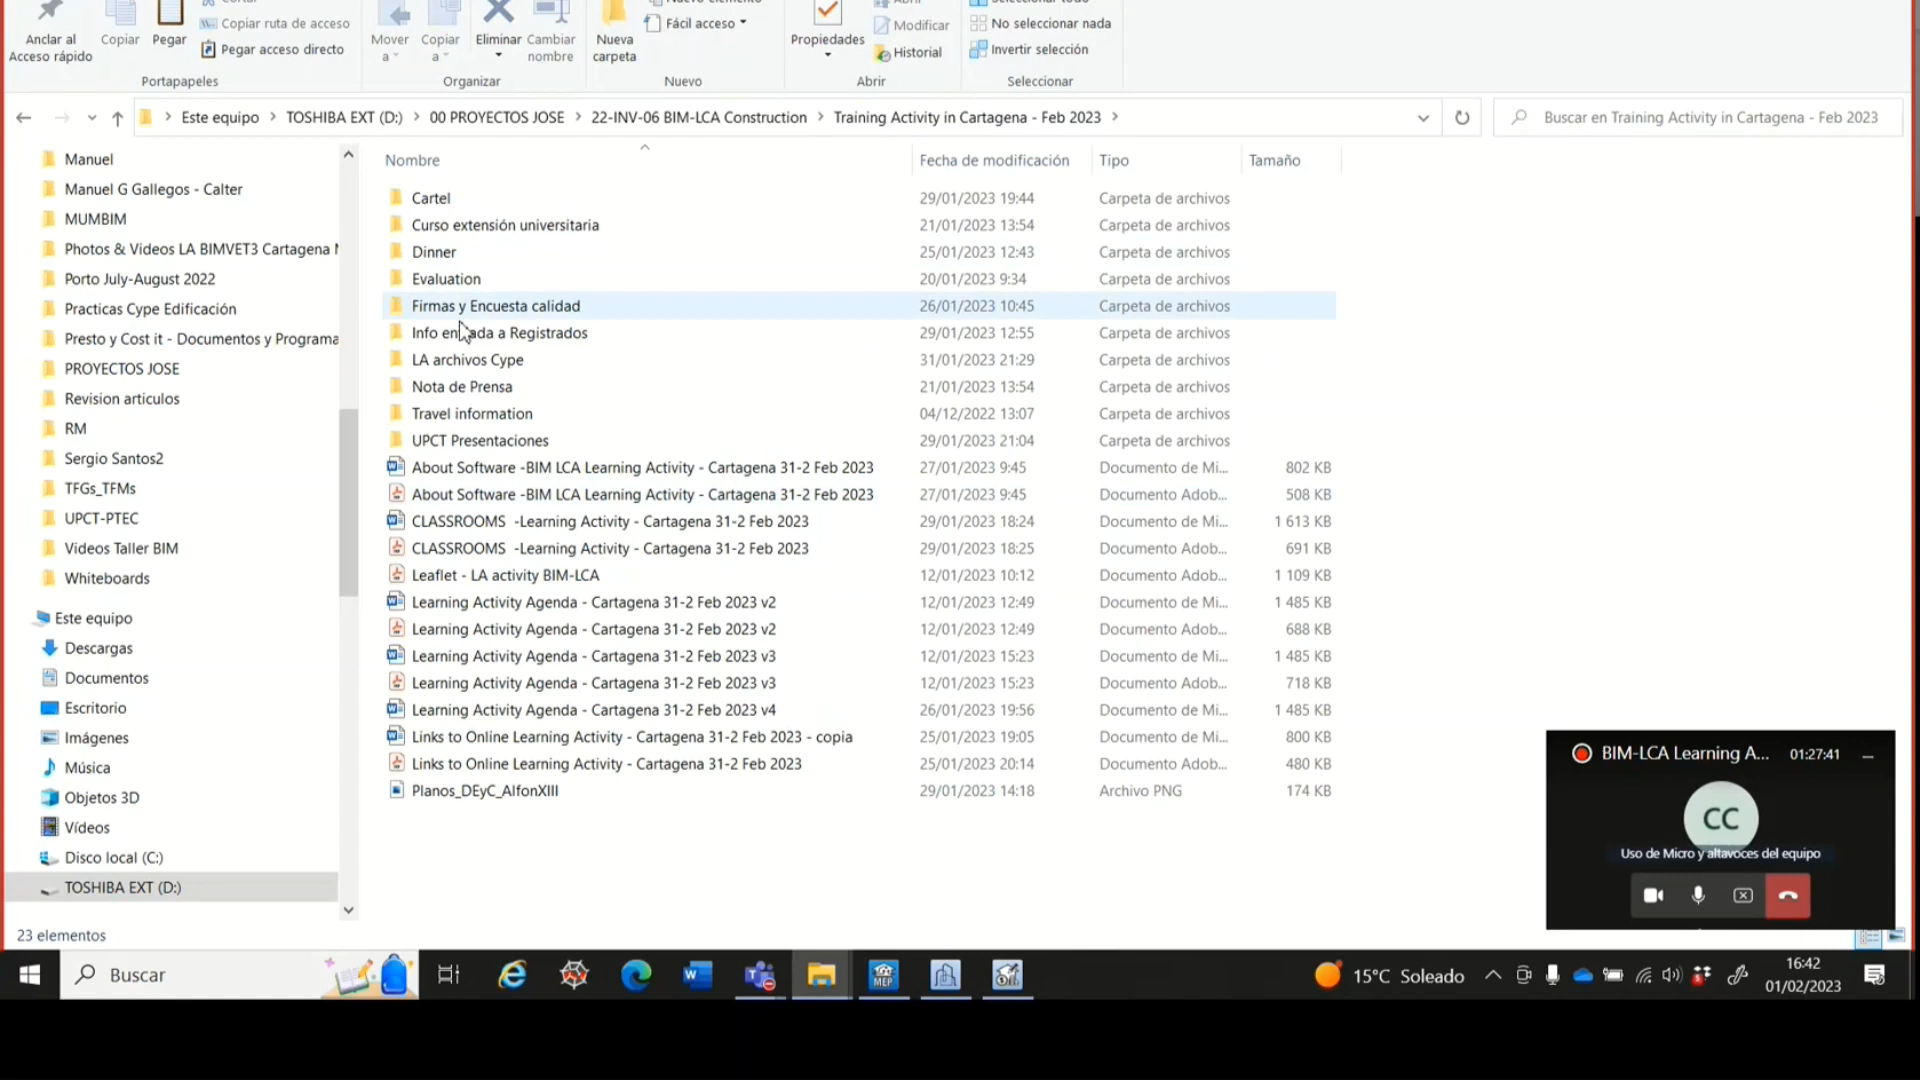 Anclar al
Acceso rápido
Copiar
Pegar
Copiar ruta de acceso
Pegar acceso directo
Portapapeles
Mover
a
Copiar
a
Eliminar
Cambiar
nombre
Organizar
Nueva
carpeta
Fácil acceso
Nuevo
Propiedades
Modificar
Historial
Abrir
No seleccionar nada
Invertir selección
Seleccionar
Este equipo
TOSHIBA EXT (D:)
00 PROYECTOS JOSE
22-INV-06 BIM-LCA Construction
Training Activity in Cartagena - Feb 2023
Buscar en Training Activity in Cartagena - Feb 2023
Manuel
Manuel G Gallegos - Calter
MUMBIM
Photos & Videos LA BIMVET3 Cartagena
Porto July-August 2022
Practicas Cype Edificación
Presto y Cost it - Documentos y Programa
PROYECTOS JOSE
Revision articulos
RM
Sergio Santos2
TFGs_TFMs
UPCT-PTEC
Videos Taller BIM
Whiteboards
Este equipo
Descargas
Documentos
Escritorio
Imágenes
Música
Objetos 3D
Vídeos
Disco local (C:)
TOSHIBA EXT (D:)
Nombre Fecha de modificación Tipo Tamaño
Cartel 29/01/2023 19:44 Carpeta de archivos
Curso extensión universitaria 21/01/2023 13:54 Carpeta de archivos
Dinner 25/01/2023 12:43 Carpeta de archivos
Evaluation 20/01/2023 9:34 Carpeta de archivos
Firmas y Encuesta calidad 26/01/2023 10:45 Carpeta de archivos
Info a Registrados 29/01/2023 12:55 Carpeta de archivos
LA archivos Cype 31/01/2023 21:29 Carpeta de archivos
Nota de Prensa 21/01/2023 13:54 Carpeta de archivos
Travel information 04/12/2022 13:07 Carpeta de archivos
UPCT Presentaciones 29/01/2023 21:04 Carpeta de archivos
About Software -BIM LCA Learning Activity - Cartagena 31-2 Feb 2023 27/01/2023 9:45 Documento de Mi... 802 KB
About Software -BIM LCA Learning Activity - Cartagena 31-2 Feb 2023 27/01/2023 9:45 Documento Adob... 508 KB
CLASSROOMS -Learning Activity - Cartagena 31-2 Feb 2023 29/01/2023 18:24 Documento de Mi... 1 613 KB
CLASSROOMS -Learning Activity - Cartagena 31-2 Feb 2023 29/01/2023 18:25 Documento Adob... 691 KB
Leaflet - LA activity BIM-LCA 12/01/2023 10:12 Documento Adob... 1 109 KB
Learning Activity Agenda - Cartagena 31-2 Feb 2023 v2 12/01/2023 12:49 Documento de Mi... 1 485 KB
Learning Activity Agenda - Cartagena 31-2 Feb 2023 v2 12/01/2023 12:49 Documento Adob... 688 KB
Learning Activity Agenda - Cartagena 31-2 Feb 2023 v3 12/01/2023 15:23 Documento de Mi... 1 485 KB
Learning Activity Agenda - Cartagena 31-2 Feb 2023 v3 12/01/2023 15:23 Documento Adob... 718 KB
Learning Activity Agenda - Cartagena 31-2 Feb 2023 v4 26/01/2023 19:56 Documento de Mi... 1 485 KB
Links to Online Learning Activity - Cartagena 31-2 Feb 2023 - copia 25/01/2023 19:05 Documento de Mi... 800 KB
Links to Online Learning Activity - Cartagena 31-2 Feb 2023 25/01/2023 20:14 Documento Adob... 480 KB
Planos_DEyC_AlfonXIII 29/01/2023 14:18 Archivo PNG 174 KB
BIM-LCA Learning A... 01:27:41
CC
Uso de Micro y altavoces del equipo
23 elementos
Buscar
MEP
15°C Soleado
16:42
01/02/2023